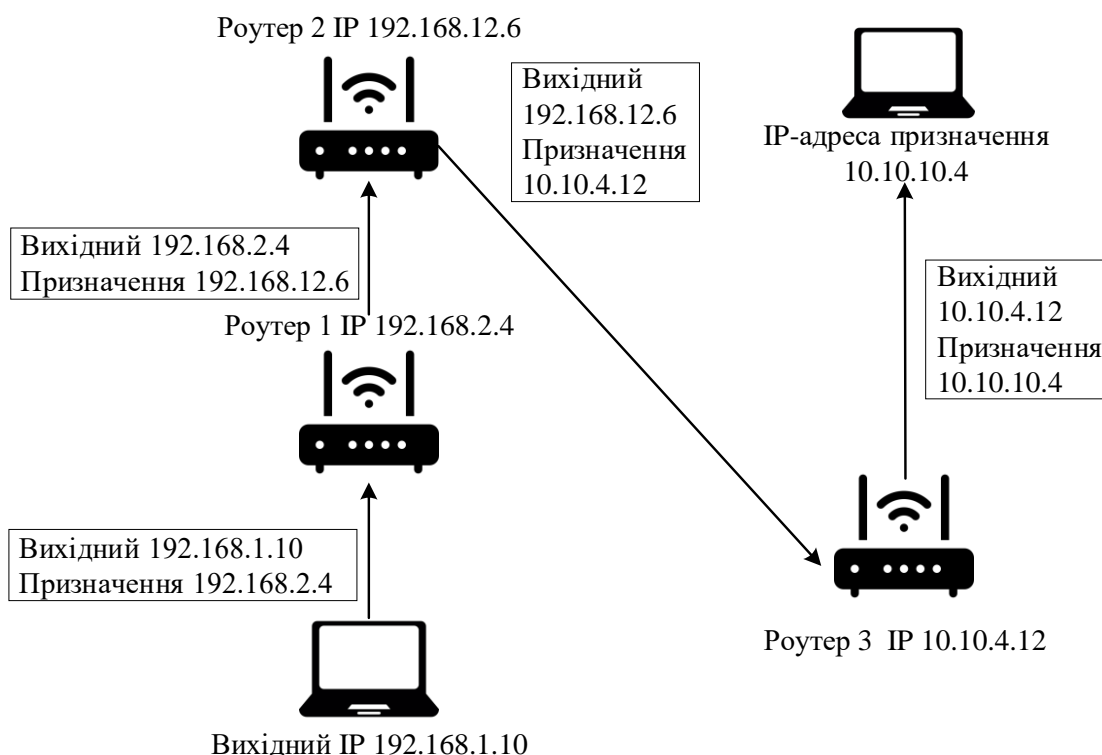 Роутер 2 IP 192.168.12.6
Вихідний
192.168.12.6
Призначення
10.10.4.12
IP-адреса призначення
10.10.10.4
Вихідний 192.168.2.4
Призначення 192.168.12.6
Роутер 1 IP 192.168.2.4
Вихідний
10.10.4.12
Призначення
10.10.10.4
Вихідний 192.168.1.10
Призначення 192.168.2.4
Роутер 3 IP 10.10.4.12
Вихідний IP 192.168.1.10